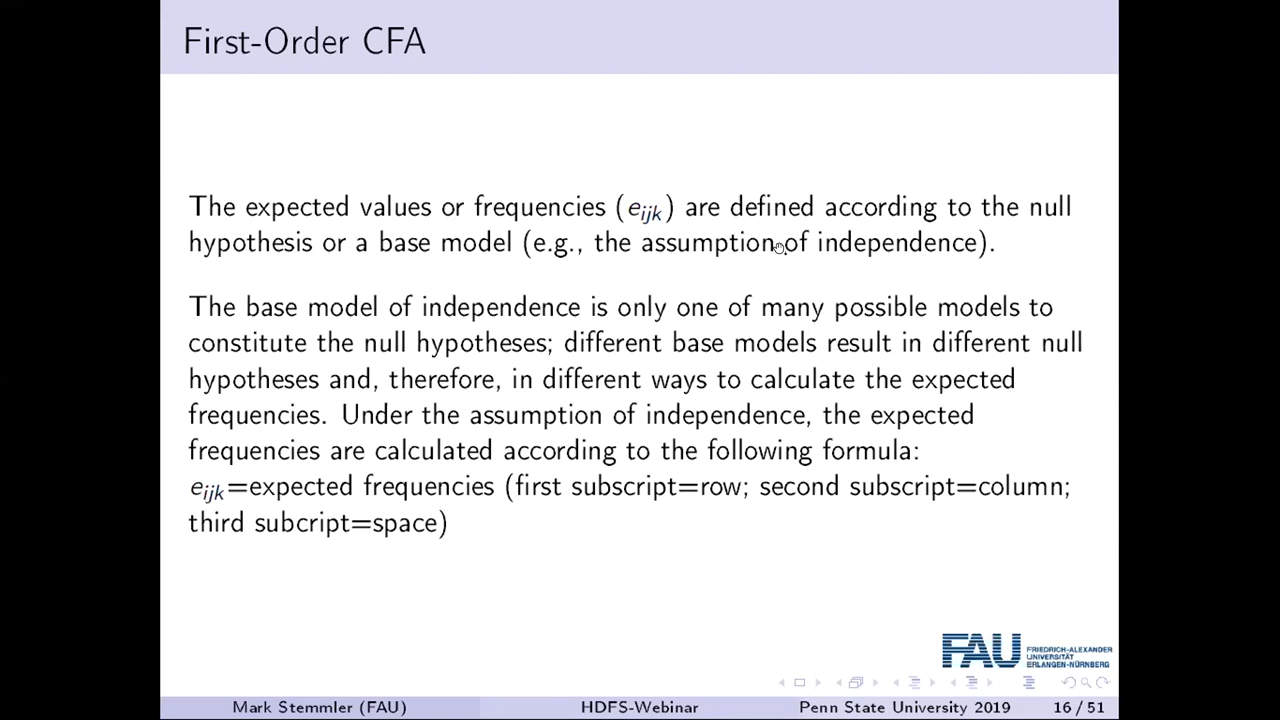 First-Order CFA
The expected values or frequencies (e_ijk) are defined according to the null
hypothesis or a base model (e.g., the assumption of independence).
The base model of independence is only one of many possible models to
constitute the null hypotheses; different base models result in different null
hypotheses and, therefore, in different ways to calculate the expected
frequencies. Under the assumption of independence, the expected
frequencies are calculated according to the following formula:
e_ijk=expected frequencies (first subscript=row; second subscript=column;
third subcript=space)
FAU
FRIEDRICH-ALEXANDER
UNIVERSITÄT
ERLANGEN-NÜRNBERG
Mark Stemmler (FAU) HDFS-Webinar Penn State University 2019 16 / 51